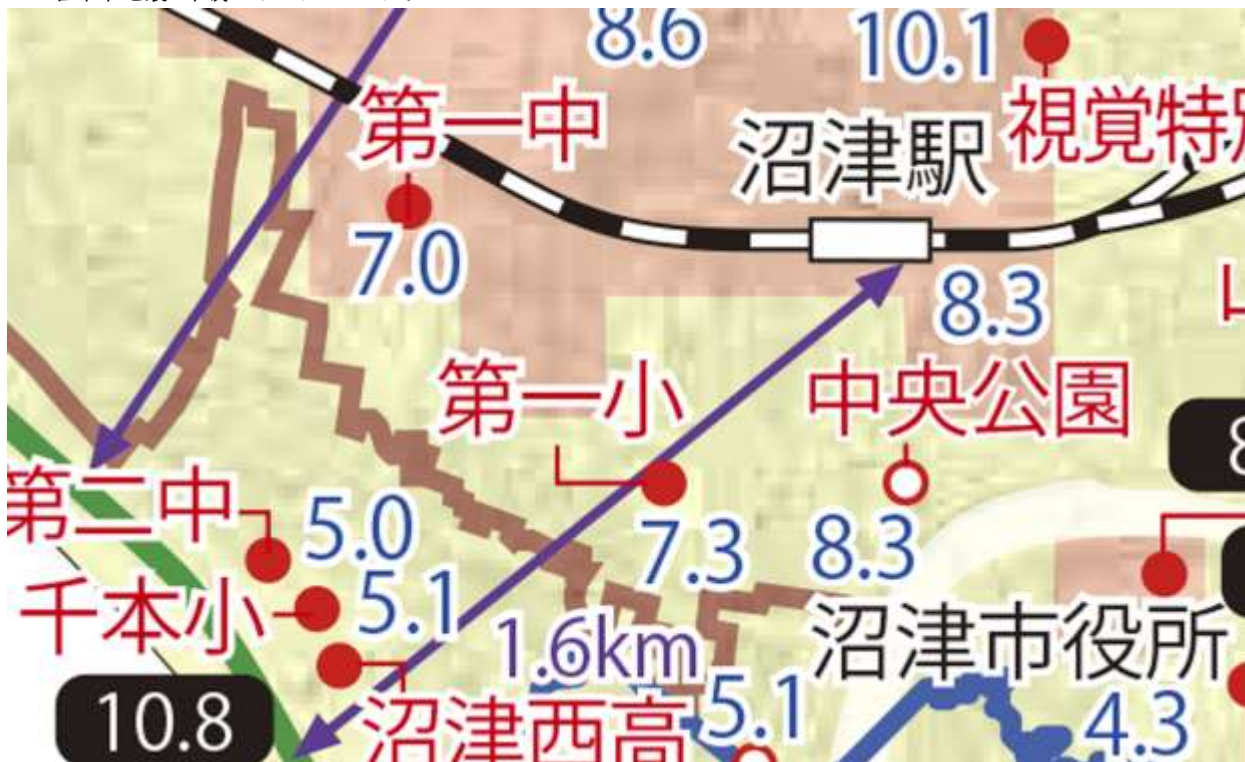 8.6
10.1
第一中
沼津駅
視覚特別
7.0
8.3
第一小
中央公園
第二中
5.0
7.3
8.3
千本小
5.1
1.6km
沼津市役所
10.8
沼津西高
5.1
4.3